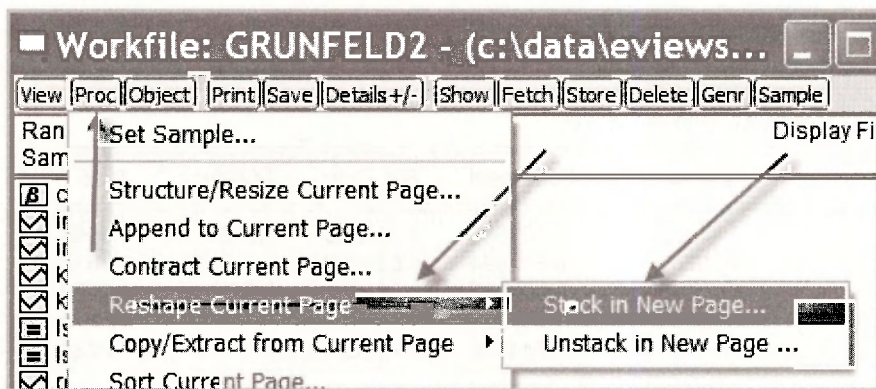 Workfile: GRUNFELD2 - (c:\data\eviews...
View Proc Object Print Save Details+/- Show Fetch Store Delete Genr Sample
Ran Display Fi
Sam
Set Sample...
Structure/Resize Current Page...
Append to Current Page...
Contract Current Page...
Reshape Current Page
Stack in New Page...
Copy/Extract from Current Page
Unstack in New Page ...
Sort Current Page...